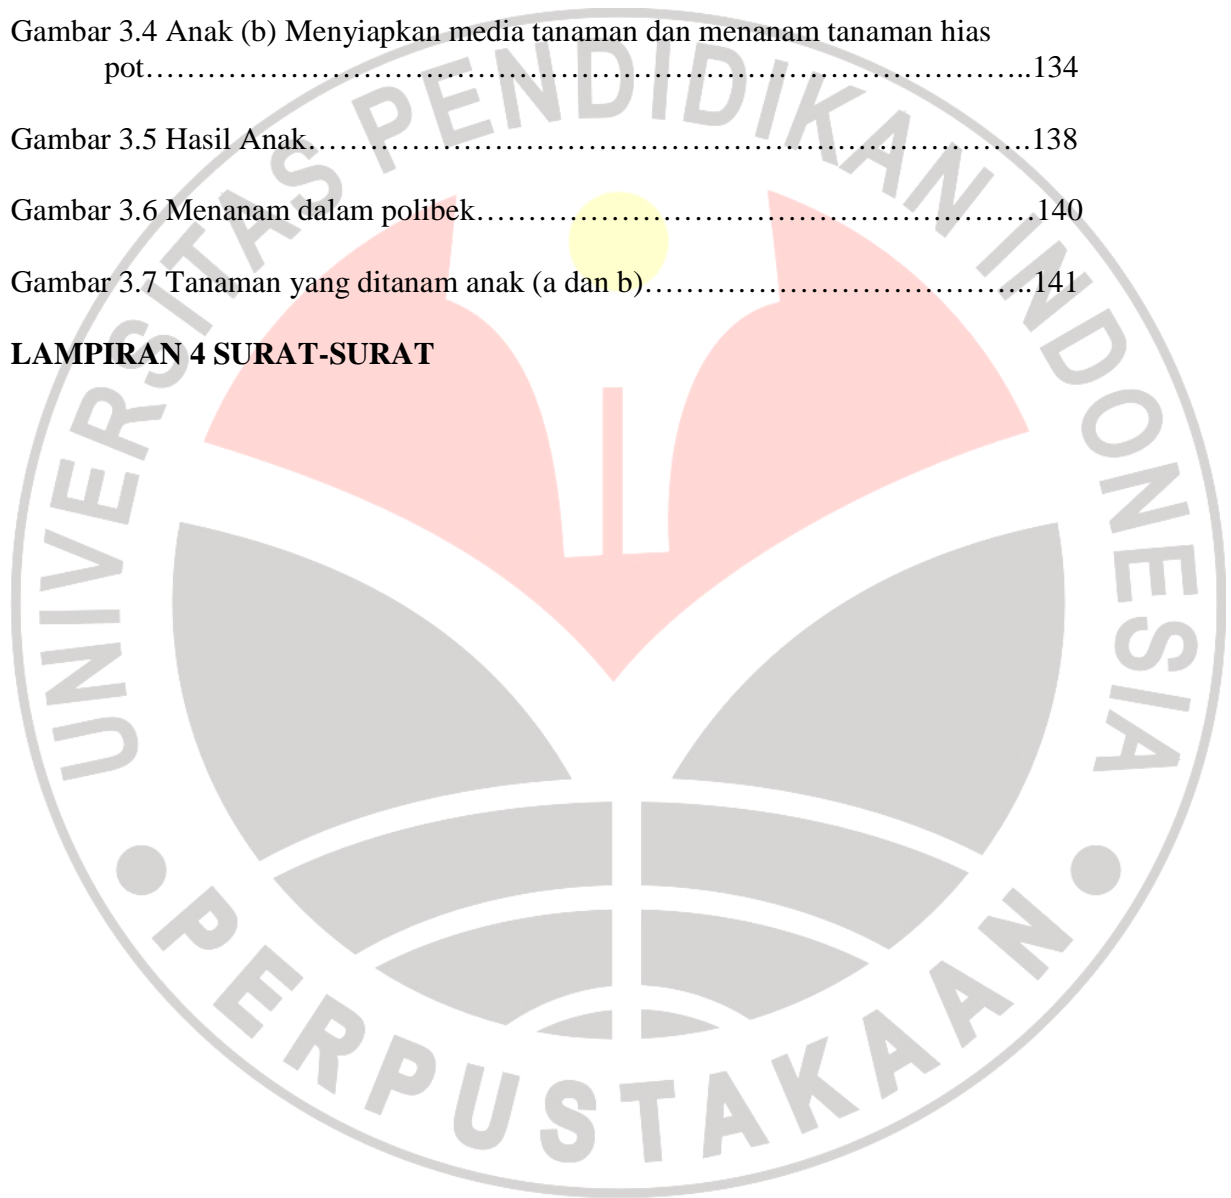 Gambar 3.4 Anak (b) Menyiapkan media tanaman dan menanam tanaman hias
pot…………………………………………………………………………..134
Gambar 3.5 Hasil Anak…………………………………………………………….138
Gambar 3.6 Menanam dalam polibek………………………………………………140
Gambar 3.7 Tanaman yang ditanam anak (a dan b)……………………………….141
LAMPIRAN 4 SURAT-SURAT
UNIVERSITAS PENDIDIKAN INDONESIA
PERPUSTAKAAN